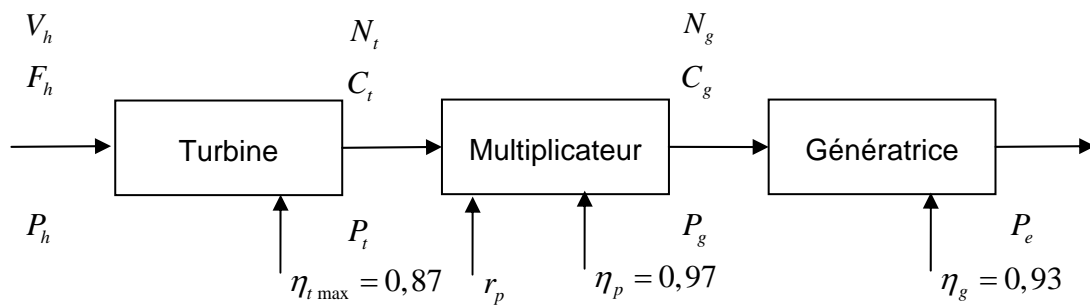 V_h N_t N_g
F_h C_t C_g
Turbine Multiplicateur Génératrice
P_h P_t P_g P_e
η_{t max} = 0,87 r_p η_p = 0,97 η_g = 0,93